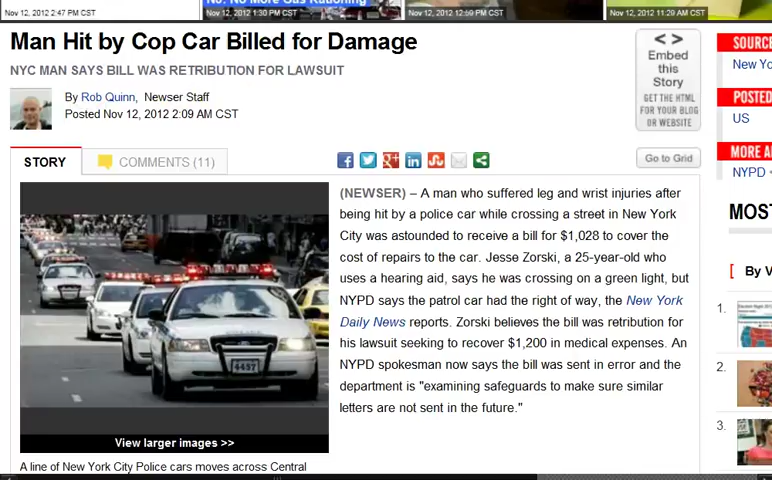 Nov 12, 2012 2:47 PM CST
No: No More Gas Rationing
Nov 12, 2012 1:30 PM CST
Nov 12, 2012 12:59 PM CST
Nov 12, 2012 11:29 AM CST
Man Hit by Cop Car Billed for Damage
NYC MAN SAYS BILL WAS RETRIBUTION FOR LAWSUIT
By Rob Quinn, Newser Staff
Posted Nov 12, 2012 2:09 AM CST
< >
Embed
this
Story
GET THE HTML
FOR YOUR BLOG
OR WEBSITE
STORY
COMMENTS (11)
Go to Grid
(NEWSER) – A man who suffered leg and wrist injuries after
being hit by a police car while crossing a street in New York
City was astounded to receive a bill for $1,028 to cover the
cost of repairs to the car. Jesse Zorski, a 25-year-old who
uses a hearing aid, says he was crossing on a green light, but
NYPD says the patrol car had the right of way, the New York
Daily News reports. Zorski believes the bill was retribution for
his lawsuit seeking to recover $1,200 in medical expenses. An
NYPD spokesman now says the bill was sent in error and the
department is "examining safeguards to make sure similar
letters are not sent in the future."
4457
View larger images >>
A line of New York City Police cars moves across Central
SOURCE
New Yo
POSTED
US
MORE A
NYPD
MOS
By V
1.
2.
3.